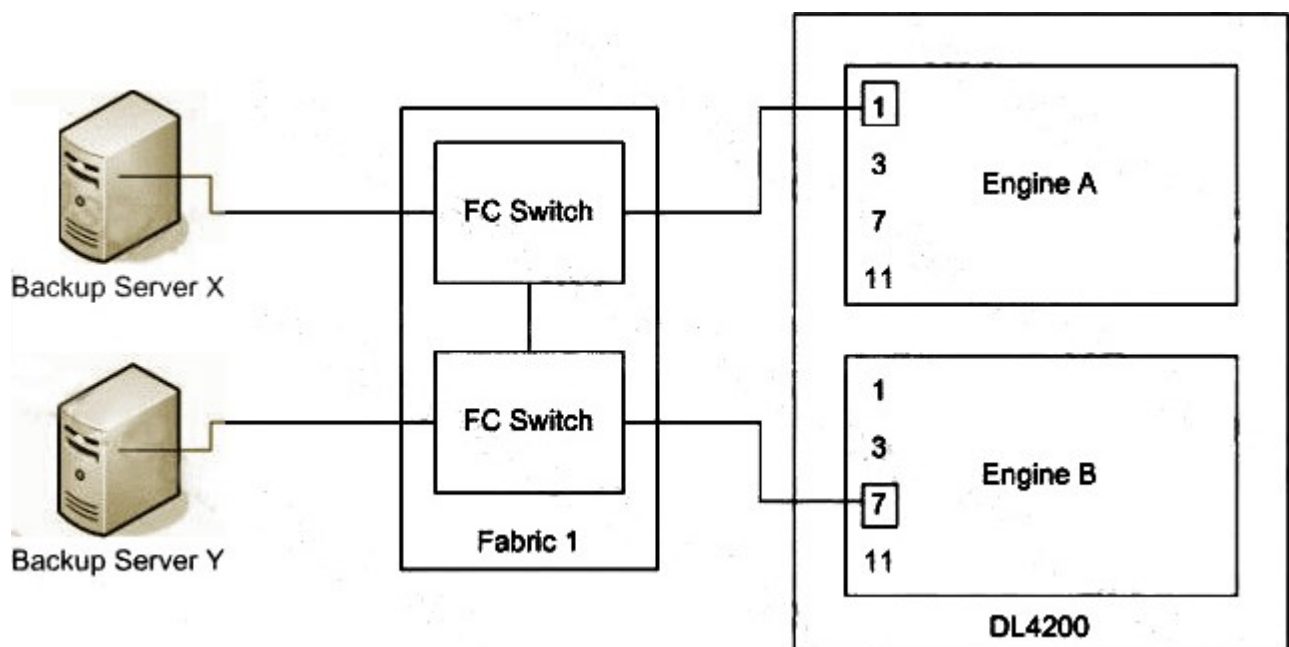 Backup Server X
Backup Server Y
FC Switch
FC Switch
Fabric 1
1
3
7
11
Engine A
1
3
7
11
Engine B
DL4200